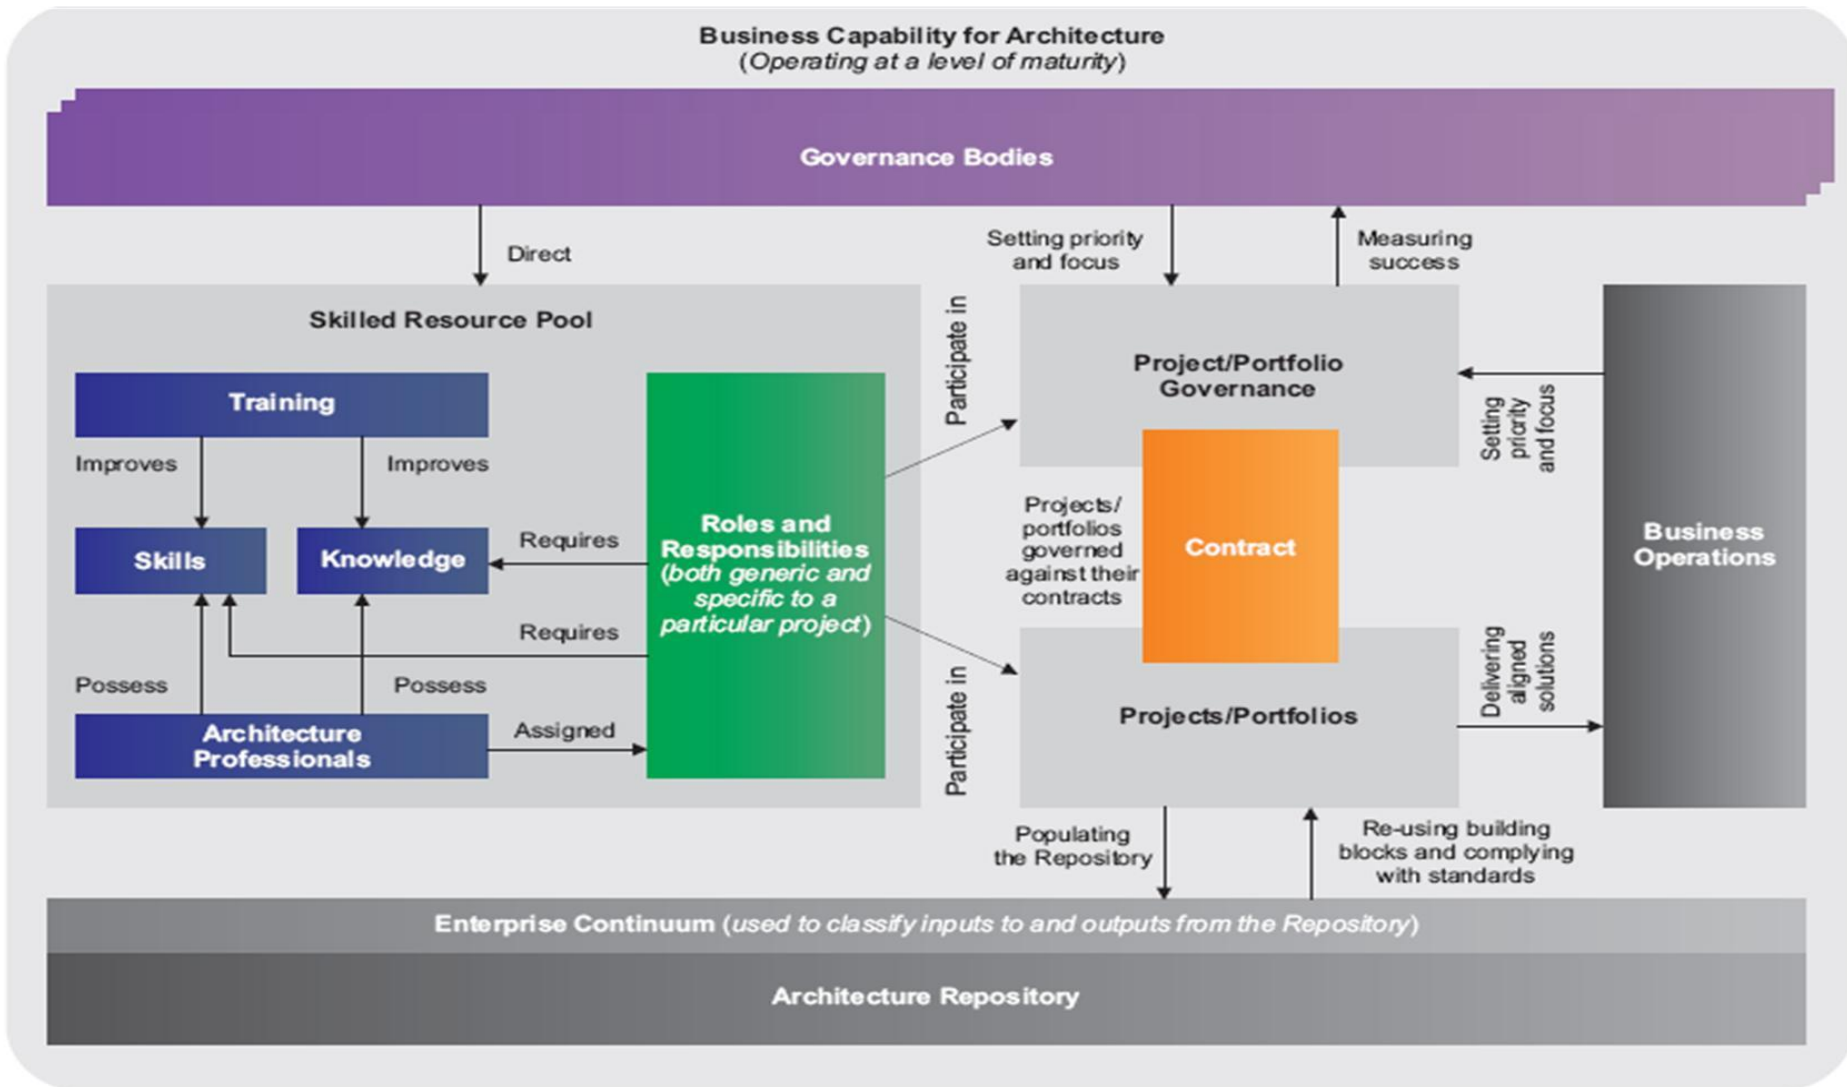 Business Capability for Architecture
(Operating at a level of maturity)
Governance Bodies
Direct
Setting priority
and focus
Measuring
success
Skilled Resource Pool
Training
Improves
Improves
Skills
Knowledge
Requires
Requires
Possess
Possess
Architecture
Professionals
Assigned
Roles and
Responsibilities
(both generic and
specific to a
particular project)
Participate in
Participate in
Project/Portfolio
Governance
Projects/
portfolios
governed
against their
contracts
Contract
Projects/Portfolios
Setting
priority
and focus
Delivering
aligned
solutions
Business
Operations
Populating
the Repository
Re-using building
blocks and complying
with standards
Enterprise Continuum (used to classify inputs to and outputs from the Repository)
Architecture Repository